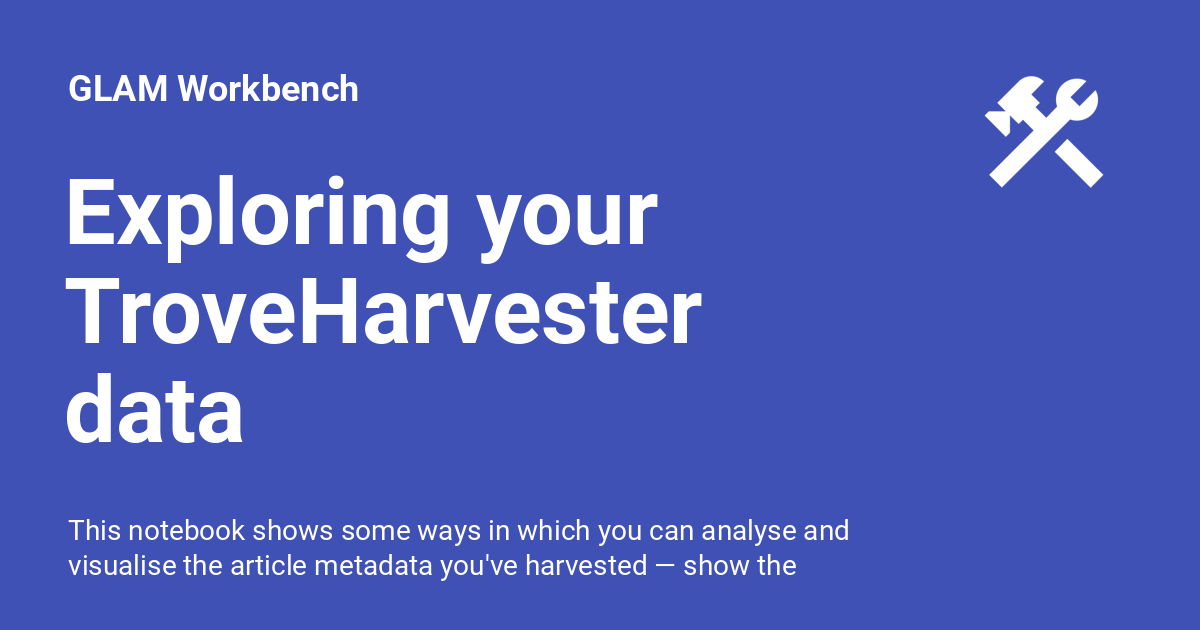 GLAM Workbench
Exploring your
TroveHarvester
data
This notebook shows some ways in which you can analyse and
visualise the article metadata you've harvested — show the